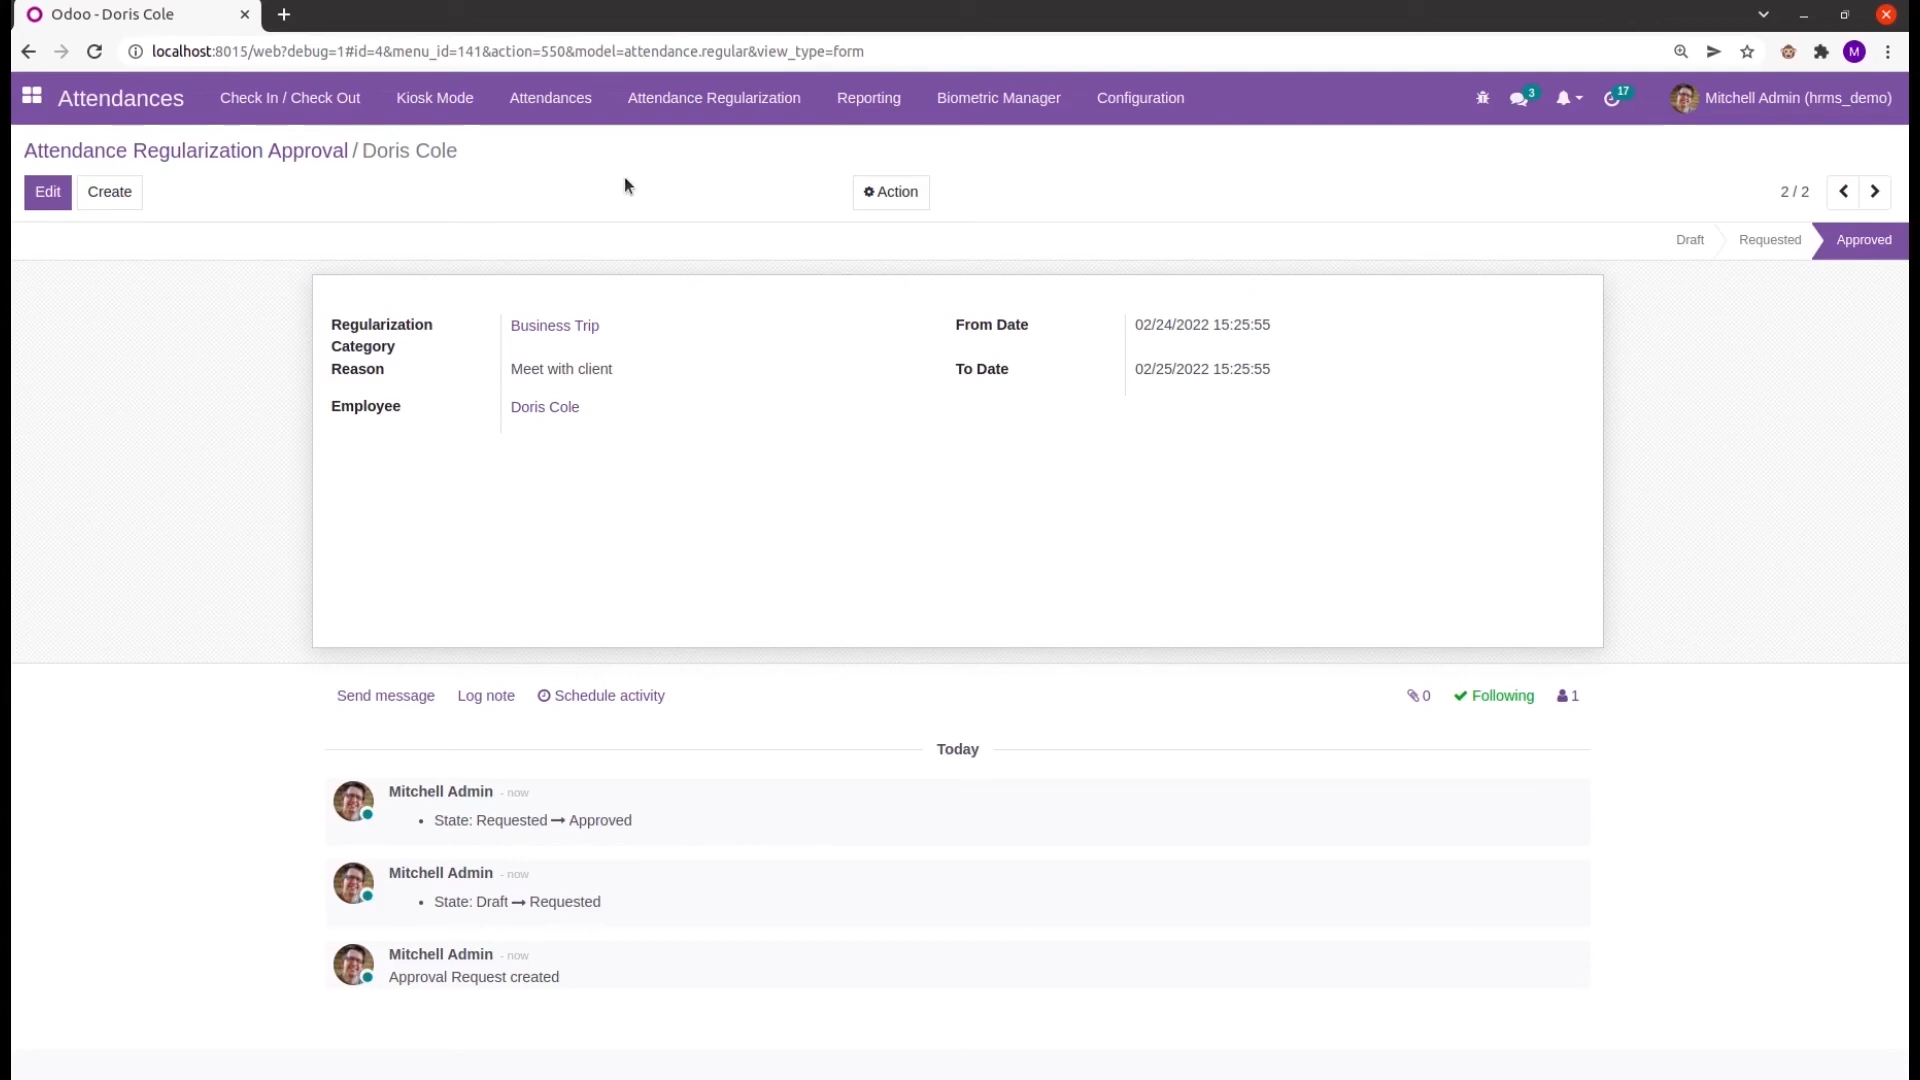 Odoo - Doris Cole
localhost:8015/web?debug=1#id=4&menu_id=141&action=550&model=attendance.regular&view_type=form
M
Attendances Check In / Check Out Kiosk Mode Attendances Attendance Regularization Reporting Biometric Manager Configuration 3 17 Mitchell Admin (hrms_demo)
Attendance Regularization Approval / Doris Cole
Edit Create Action 2 / 2
Draft Requested Approved
Regularization Category Business Trip From Date 02/24/2022 15:25:55
Reason Meet with client To Date 02/25/2022 15:25:55
Employee Doris Cole
Send message Log note Schedule activity 0 Following 1
Today
Mitchell Admin - now
• State: Requested → Approved
Mitchell Admin - now
• State: Draft → Requested
Mitchell Admin - now
Approval Request created